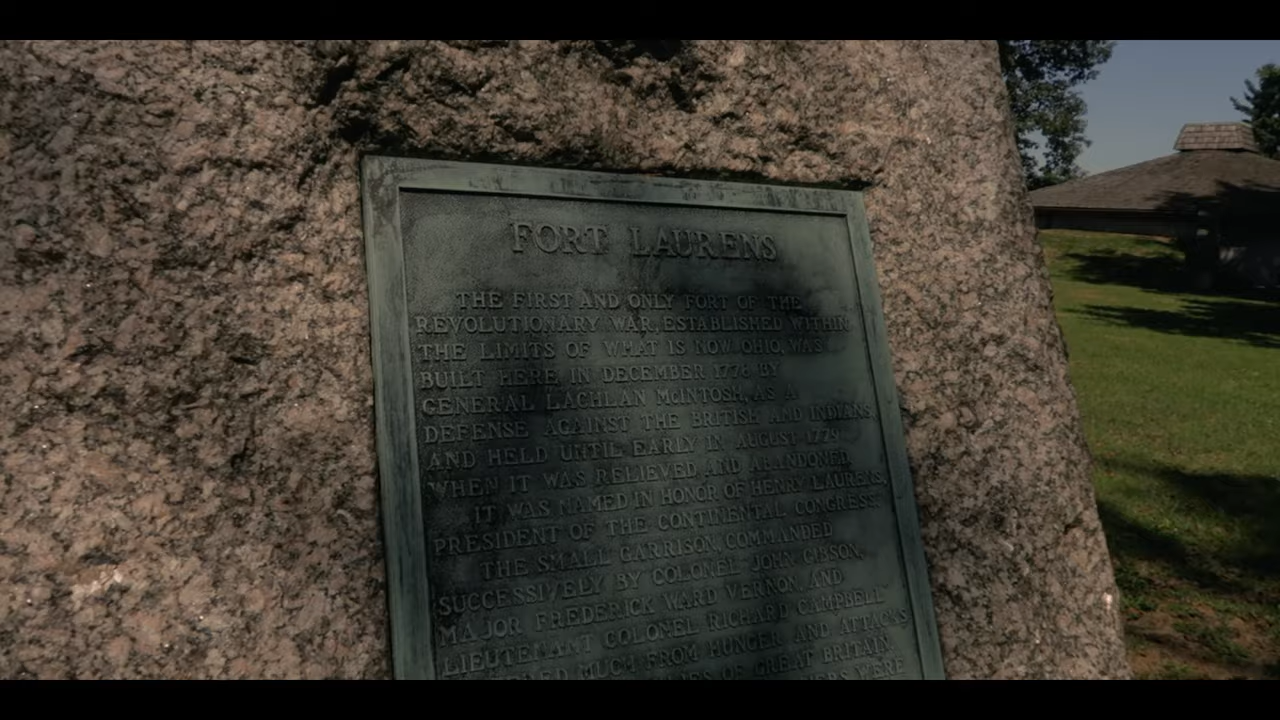 FORT LAURENS
THE FIRST AND ONLY FORT OF THE
REVOLUTIONARY WAR, ESTABLISHED WITHIN
THE LIMITS OF WHAT IS NOW OHIO, WAS
BUILT HERE, IN DECEMBER 1778 BY
GENERAL LACHLAN McINTOSH, AS A
DEFENSE AGAINST THE BRITISH AND INDIANS,
AND HELD UNTIL EARLY IN AUGUST 1779
WHEN IT WAS RELIEVED, AND ABANDONED.
IT WAS NAMED IN HONOR OF HENRY LAURENS,
PRESIDENT OF THE CONTINENTAL CONGRESS.
THE SMALL GARRISON, COMMANDED
SUCCESSIVELY BY COLONEL JOHN GIBSON,
MAJOR FREDERICK WARD VERNON, AND
LIEUTENANT COLONEL RICHARD CAMPBELL
MUCH FROM HUNGER AND ATTACKS
OF GREAT BRITAIN
WERE